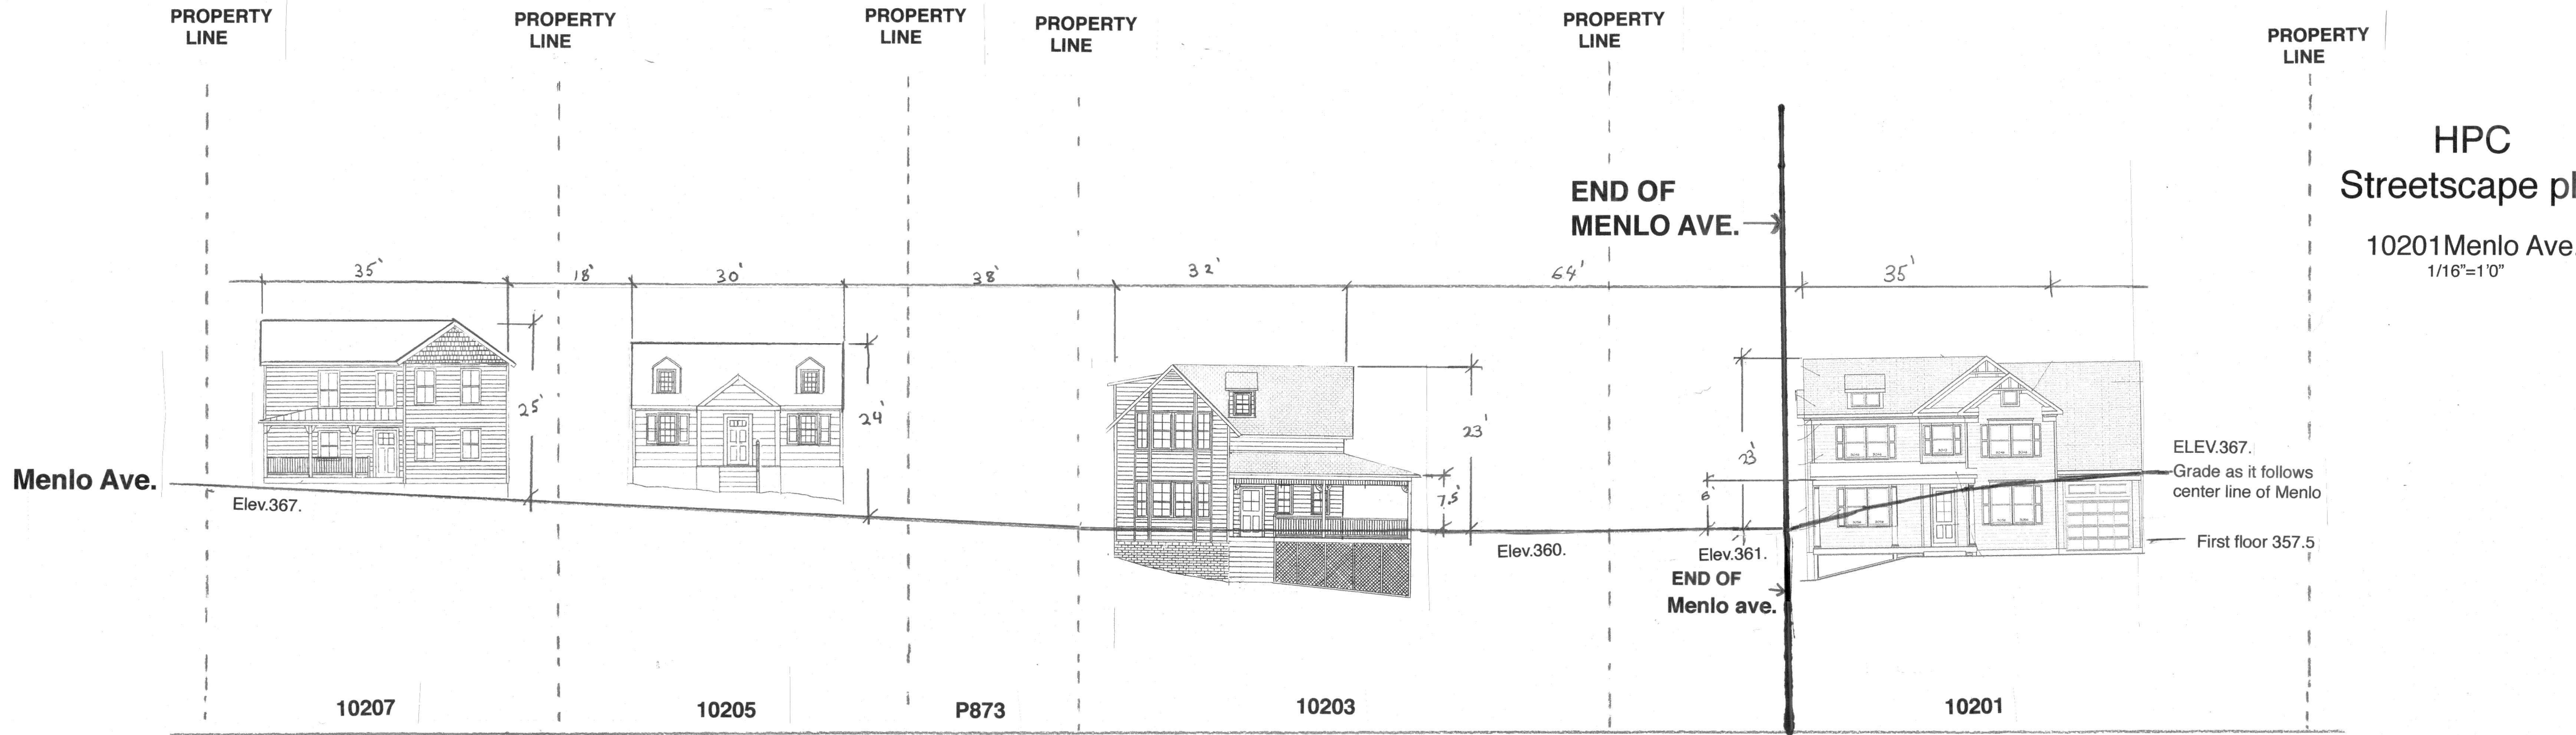 PROPERTY
LINE
PROPERTY
LINE
PROPERTY
LINE
PROPERTY
LINE
PROPERTY
LINE
PROPERTY
LINE
HPC
Streetscape pl
10201Menlo Ave.
1/16"=1'0"
END OF
MENLO AVE.
35'
18'
30'
38'
32'
64'
35'
25'
24'
23'
7.5'
23'
6'
Menlo Ave.
Elev.367.
Elev.360.
Elev.361.
END OF
Menlo ave.
ELEV.367.
Grade as it follows
center line of Menlo
First floor 357.5
10207
10205
P873
10203
10201